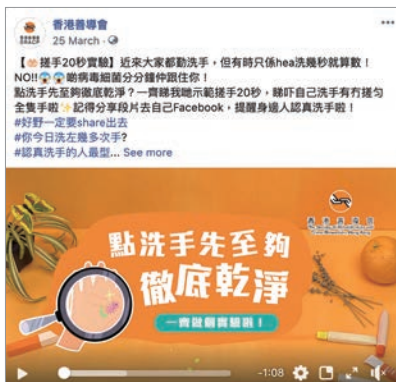 香港善導會
25 March ·
【🤲🏻搓手20秒實驗】近來大家都勤洗手，但有時只係hea洗幾秒就算數！
NO!!😱😱啲病毒細菌分分鐘仲跟住你！
點洗手先至夠徹底乾淨？一齊睇我哋示範搓手20秒，睇吓自己洗手有冇搓勻
全隻手啦✨記得分享段片去自己Facebook，提醒身邊人認真洗手啦！
#好野一定要share出去
#你今日洗左幾多次手?
#認真洗手的人最型... See more
香港善導會
點洗手先至夠
徹底乾淨
一齊做個實驗啦！
-1:08